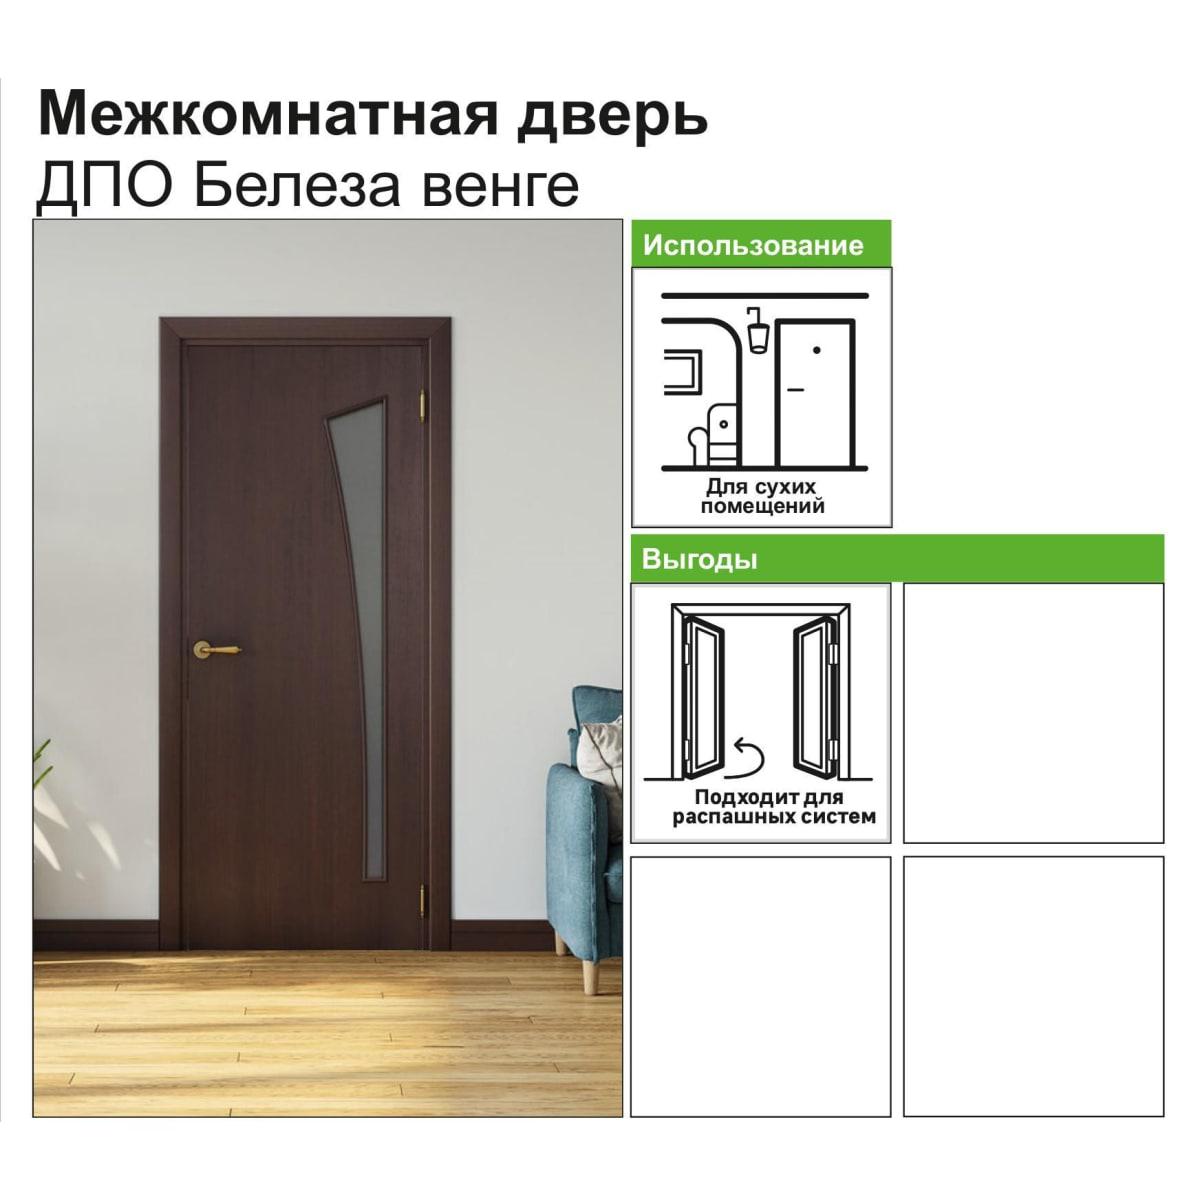 Межкомнатная дверь
ДПО Белеза венге
Использование
Для сухих
помещений
Выгоды
Подходит для
распашных систем